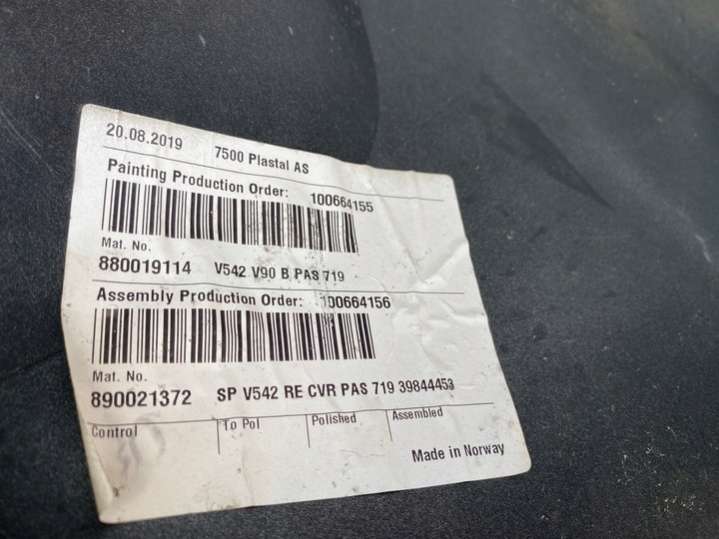 20.08.2019 7500 Plastal AS
Painting Production Order: 100664155
Mat. No.
880019114 V542 V90 B PAS 719
Assembly Production Order: 100664156
Mat. No.
890021372 SP V542 RE CVR PAS 719 39844453
Control To Pol Polished Assembled
Made in Norway